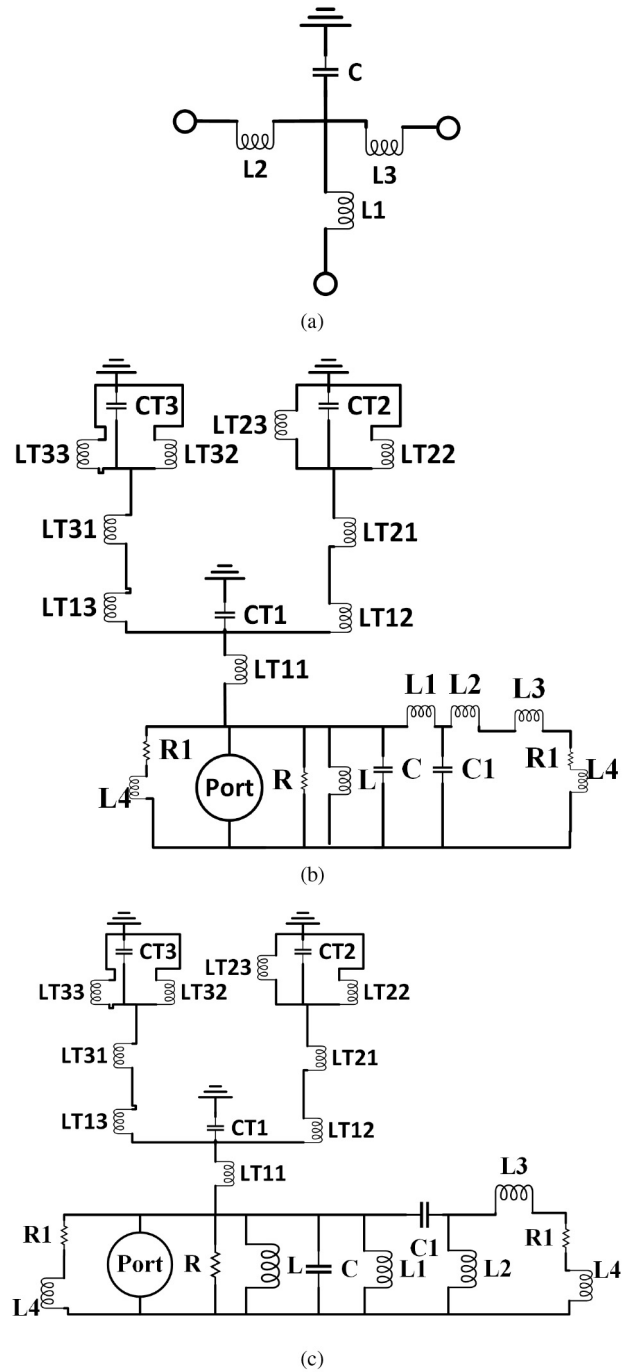 C
L2
L3
L1
(a)
CT3
CT2
LT23
LT33
LT32
LT22
LT31
LT21
LT13
CT1
LT12
LT11
L1 L2 L3
R1
Port
R
L
C
C1
R1
L4
L4
(b)
CT3
CT2
LT23
LT33
LT32
LT22
LT31
LT21
LT13
CT1
LT12
LT11
L3
R1
Port
R
L
C
L1
C1
L2
R1
L4
L4
(c)